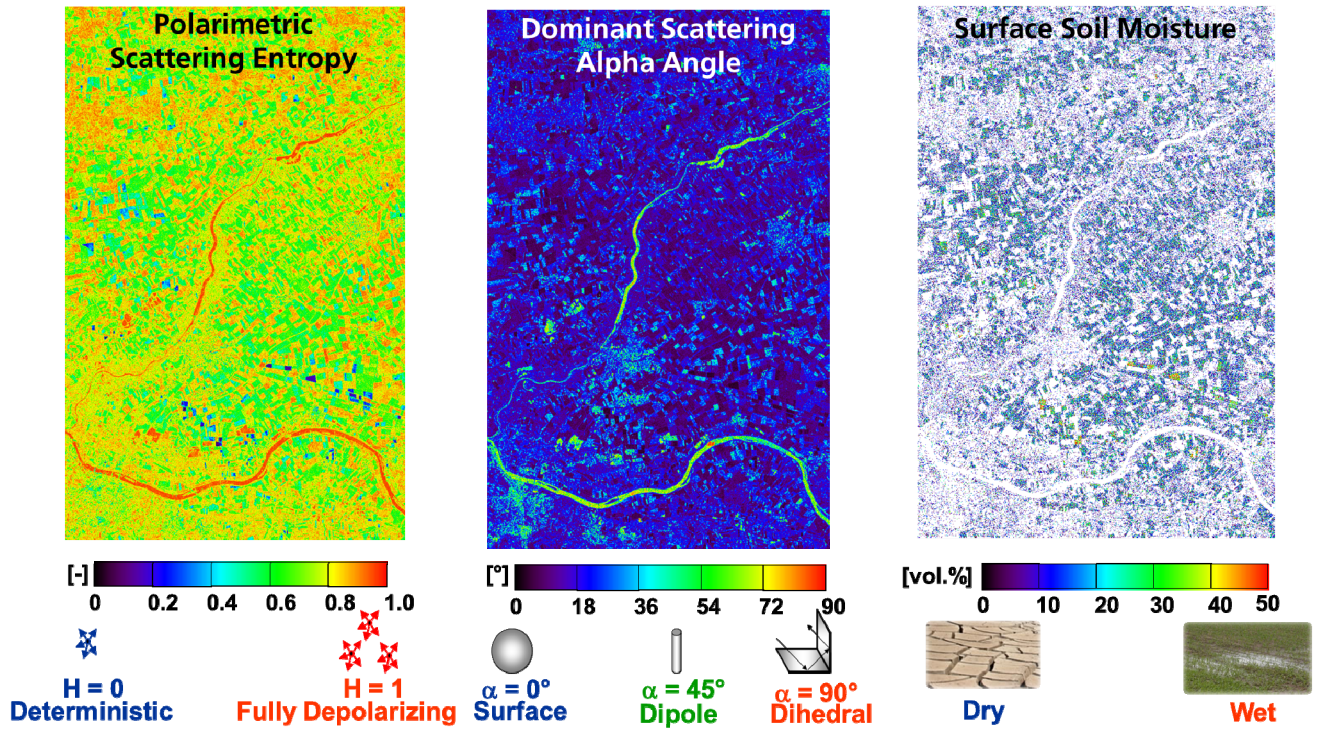 Polarimetric
Scattering Entropy
Dominant Scattering
Alpha Angle
Surface Soil Moisture
[-]
0 0.2 0.4 0.6 0.8 1.0
[°]
0 18 36 54 72 90
[vol.%]
0 10 20 30 40 50
H = 0
Deterministic
H = 1
Fully Depolarizing
α = 0°
Surface
α = 45°
Dipole
α = 90°
Dihedral
Dry
Wet